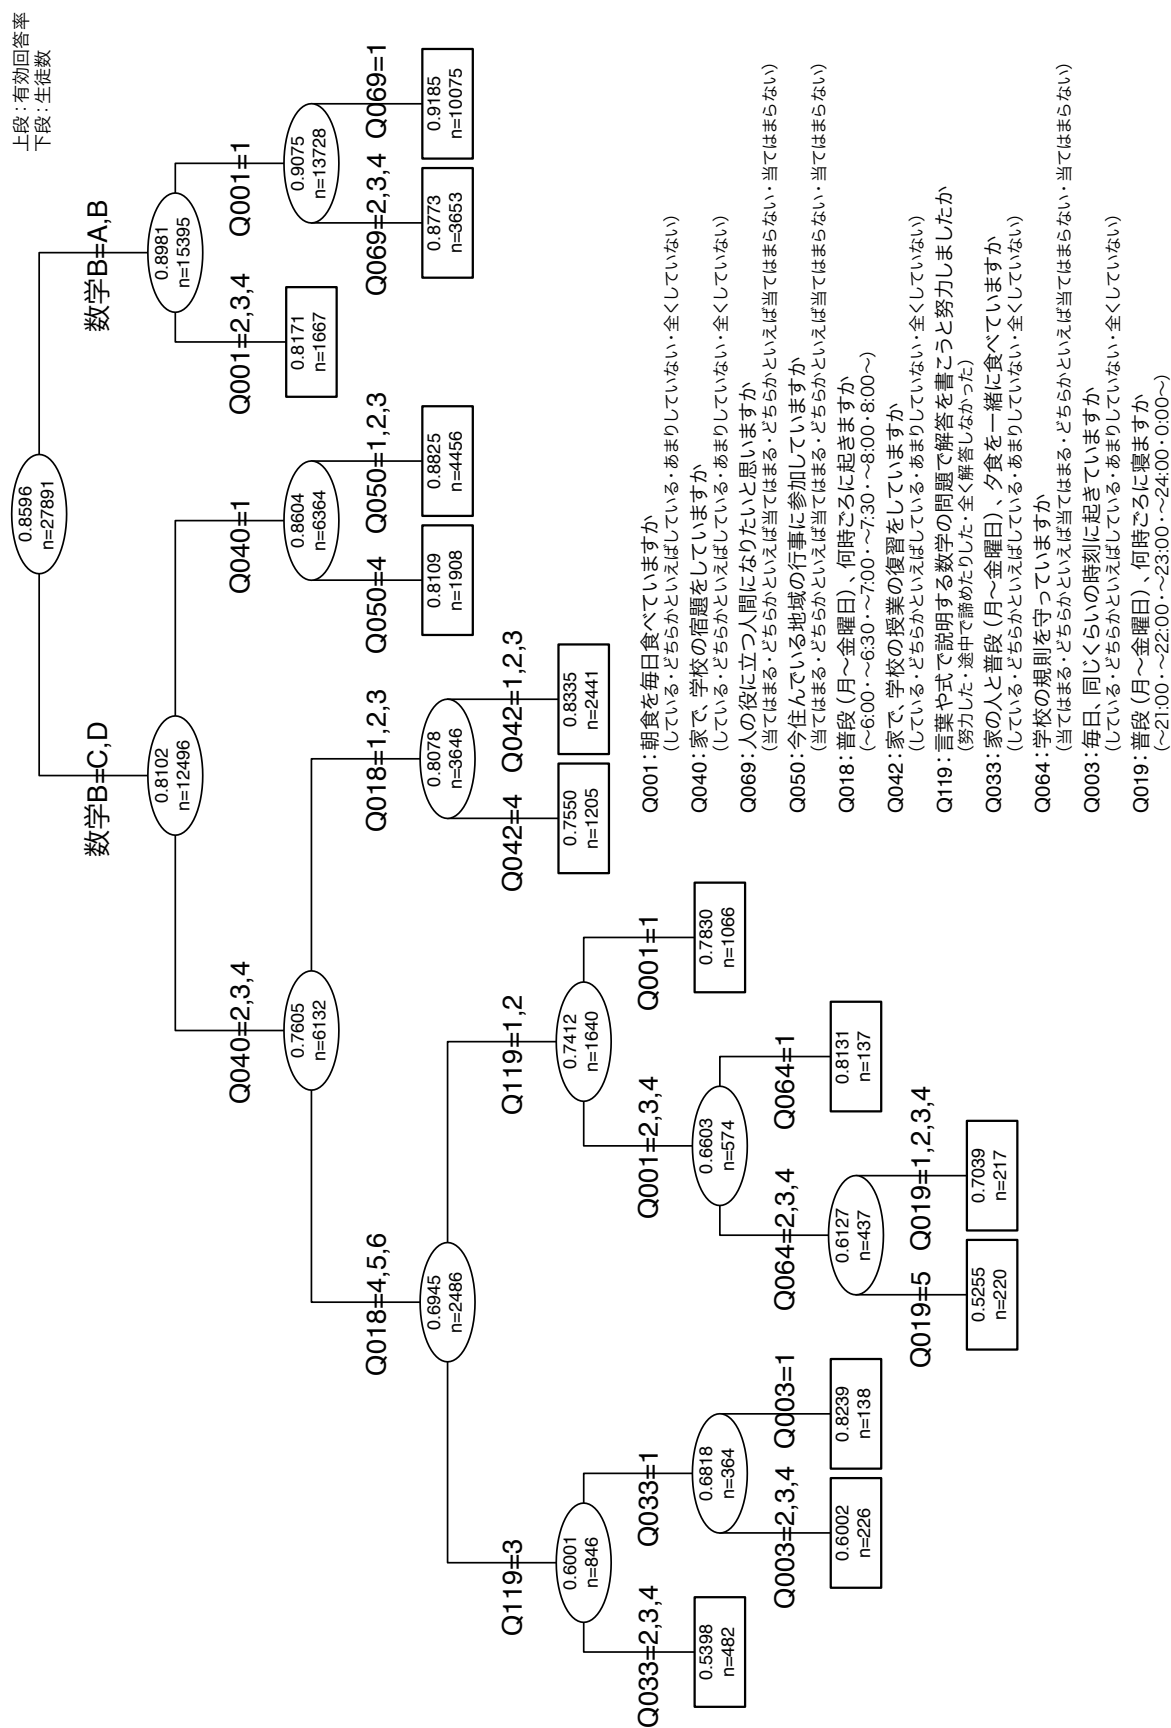 上段：有効回答率
下段：生徒数
0.8596
n=27891
数学B=C,D
数学B=A,B
0.8102
n=12496
0.8981
n=15395
Q040=2,3,4
Q040=1
Q001=2,3,4
Q001=1
0.7605
n=6132
0.8604
n=6364
0.8171
n=1667
0.9075
n=13728
Q018=4,5,6
Q018=1,2,3
Q050=4
Q050=1,2,3
Q069=2,3,4
Q069=1
0.6945
n=2486
0.8078
n=3646
0.8109
n=1908
0.8825
n=4456
0.8773
n=3653
0.9185
n=10075
Q119=3
Q119=1,2
Q042=4
Q042=1,2,3
0.6001
n=846
0.7412
n=1640
0.7550
n=1205
0.8335
n=2441
Q033=2,3,4
Q033=1
Q001=2,3,4
Q001=1
0.5398
n=482
0.6818
n=364
0.6603
n=574
0.7830
n=1066
Q003=2,3,4
Q003=1
Q064=2,3,4
Q064=1
0.6002
n=226
0.8239
n=138
0.6127
n=437
0.8131
n=137
Q019=5
Q019=1,2,3,4
0.5255
n=220
0.7039
n=217
Q001：朝食を毎日食べていますか
(している・どちらかといえばしている・あまりしていない・全くしていない)
Q040：家で、学校の宿題をしていますか
(している・どちらかといえばしている・あまりしていない・全くしていない)
Q069：人の役に立つ人間になりたいと思いますか
(当てはまる・どちらかといえば当てはまる・どちらかといえば当てはまらない・当てはまらない)
Q050：今住んでいる地域の行事に参加していますか
(当てはまる・どちらかといえば当てはまる・どちらかといえば当てはまらない・当てはまらない)
Q018：普段（月〜金曜日）、何時ごろに起きますか
(〜6:00・〜6:30・〜7:00・〜7:30・〜8:00・8:00〜)
Q042：家で、学校の授業の復習をしていますか
(している・どちらかといえばしている・あまりしていない・全くしていない)
Q119：言葉や式で説明する数学の問題で解答を書こうと努力しましたか
(努力した・途中で諦めたりした・全く解答しなかった)
Q033：家の人と普段（月〜金曜日）、夕食を一緒に食べていますか
(している・どちらかといえばしている・あまりしていない・全くしていない)
Q064：学校の規則を守っていますか
(当てはまる・どちらかといえば当てはまる・どちらかといえば当てはまらない・当てはまらない)
Q003：毎日、同じくらいの時刻に起きていますか
(している・どちらかといえばしている・あまりしていない・全くしていない)
Q019：普段（月〜金曜日）、何時ごろに寝ますか
(〜21:00・〜22:00・〜23:00・〜24:00・0:00〜)